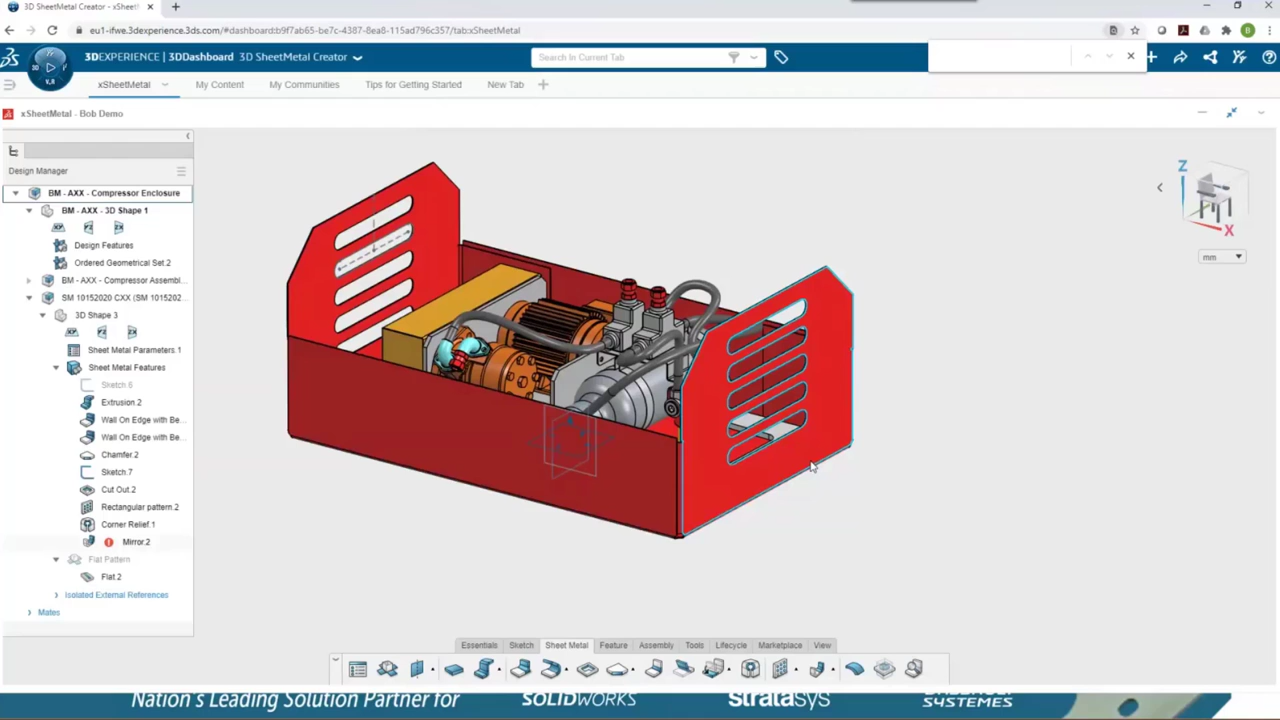 3D SheetMetal Creator - xSheetM
eu1-ifwe.3dexperience.3ds.com/#dashboard:b9f7ab65-be7c-4387-8ea8-115ad796c357/tab:xSheetMetal
B
3D
V.R
3DEXPERIENCE | 3DDashboard 3D SheetMetal Creator
Search In Current Tab
xSheetMetal
My Content
My Communities
Tips for Getting Started
New Tab
xSheetMetal - Bob Demo
Design Manager
BM - AXX - Compressor Enclosure
BM - AXX - 3D Shape 1
Design Features
Ordered Geometrical Set.2
BM - AXX - Compressor Assembl...
SM 10152020 CXX (SM 1015202...
3D Shape 3
Sheet Metal Parameters.1
Sheet Metal Features
Sketch.6
Extrusion.2
Wall On Edge with Be...
Wall On Edge with Be...
Chamfer.2
Sketch.7
Cut Out.2
Rectangular pattern.2
Corner Relief.1
Mirror.2
Flat Pattern
Flat.2
Isolated External References
Mates
Z
X
mm
Essentials
Sketch
Sheet Metal
Feature
Assembly
Tools
Lifecycle
Marketplace
View
Nation's Leading Solution Partner for
SOLIDWORKS
Stratasys
SYSTEMES